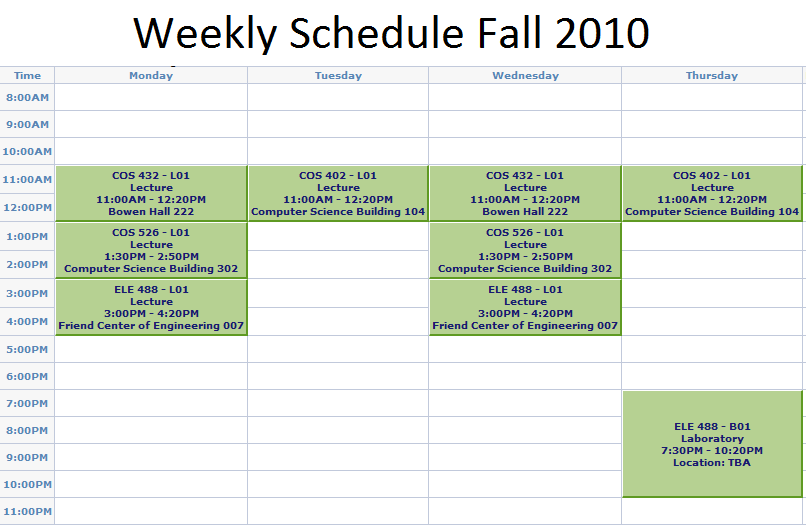 Weekly Schedule Fall 2010
Time Monday Tuesday Wednesday Thursday
8:00AM
9:00AM
10:00AM
11:00AM
12:00PM
COS 432 - L01
Lecture
11:00AM - 12:20PM
Bowen Hall 222
COS 402 - L01
Lecture
11:00AM - 12:20PM
Computer Science Building 104
COS 432 - L01
Lecture
11:00AM - 12:20PM
Bowen Hall 222
COS 402 - L01
Lecture
11:00AM - 12:20PM
Computer Science Building 104
1:00PM
2:00PM
COS 526 - L01
Lecture
1:30PM - 2:50PM
Computer Science Building 302
COS 526 - L01
Lecture
1:30PM - 2:50PM
Computer Science Building 302
3:00PM
4:00PM
ELE 488 - L01
Lecture
3:00PM - 4:20PM
Friend Center of Engineering 007
ELE 488 - L01
Lecture
3:00PM - 4:20PM
Friend Center of Engineering 007
5:00PM
6:00PM
7:00PM
8:00PM
9:00PM
10:00PM
ELE 488 - B01
Laboratory
7:30PM - 10:20PM
Location: TBA
11:00PM